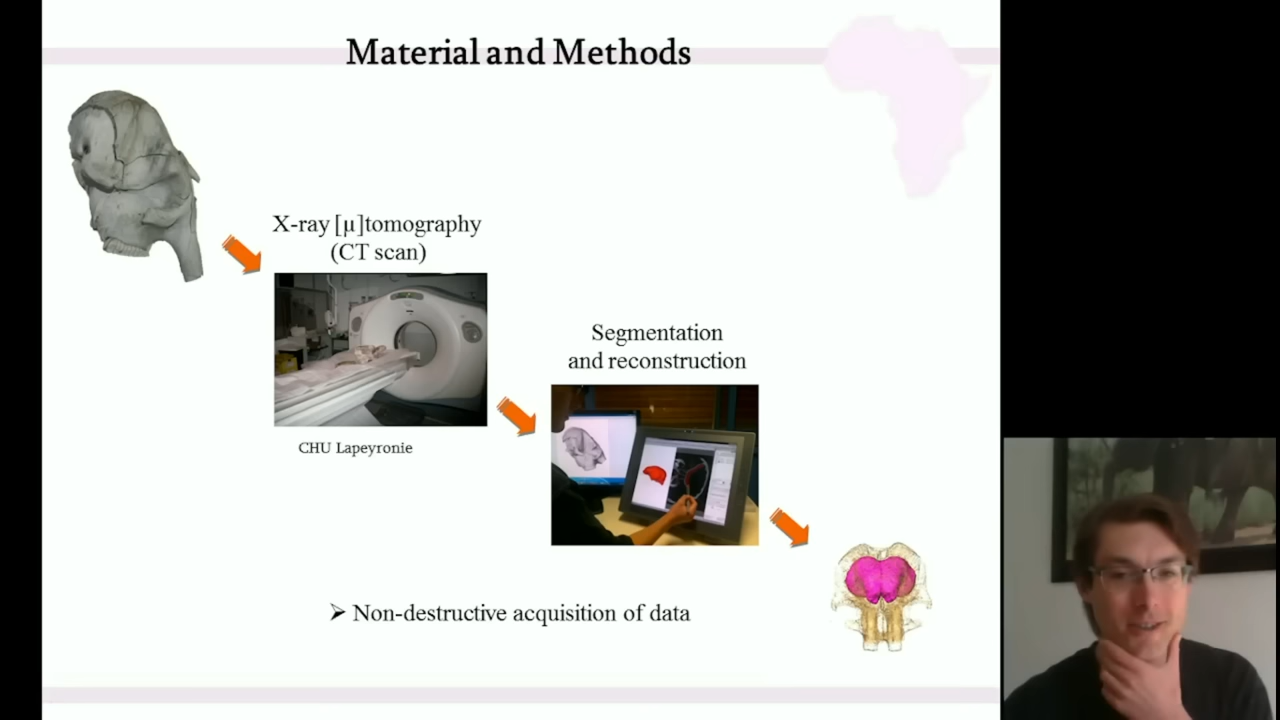 Material and Methods
X-ray [µ]tomography
(CT scan)
Segmentation
and reconstruction
CHU Lapeyronie
➢ Non-destructive acquisition of data